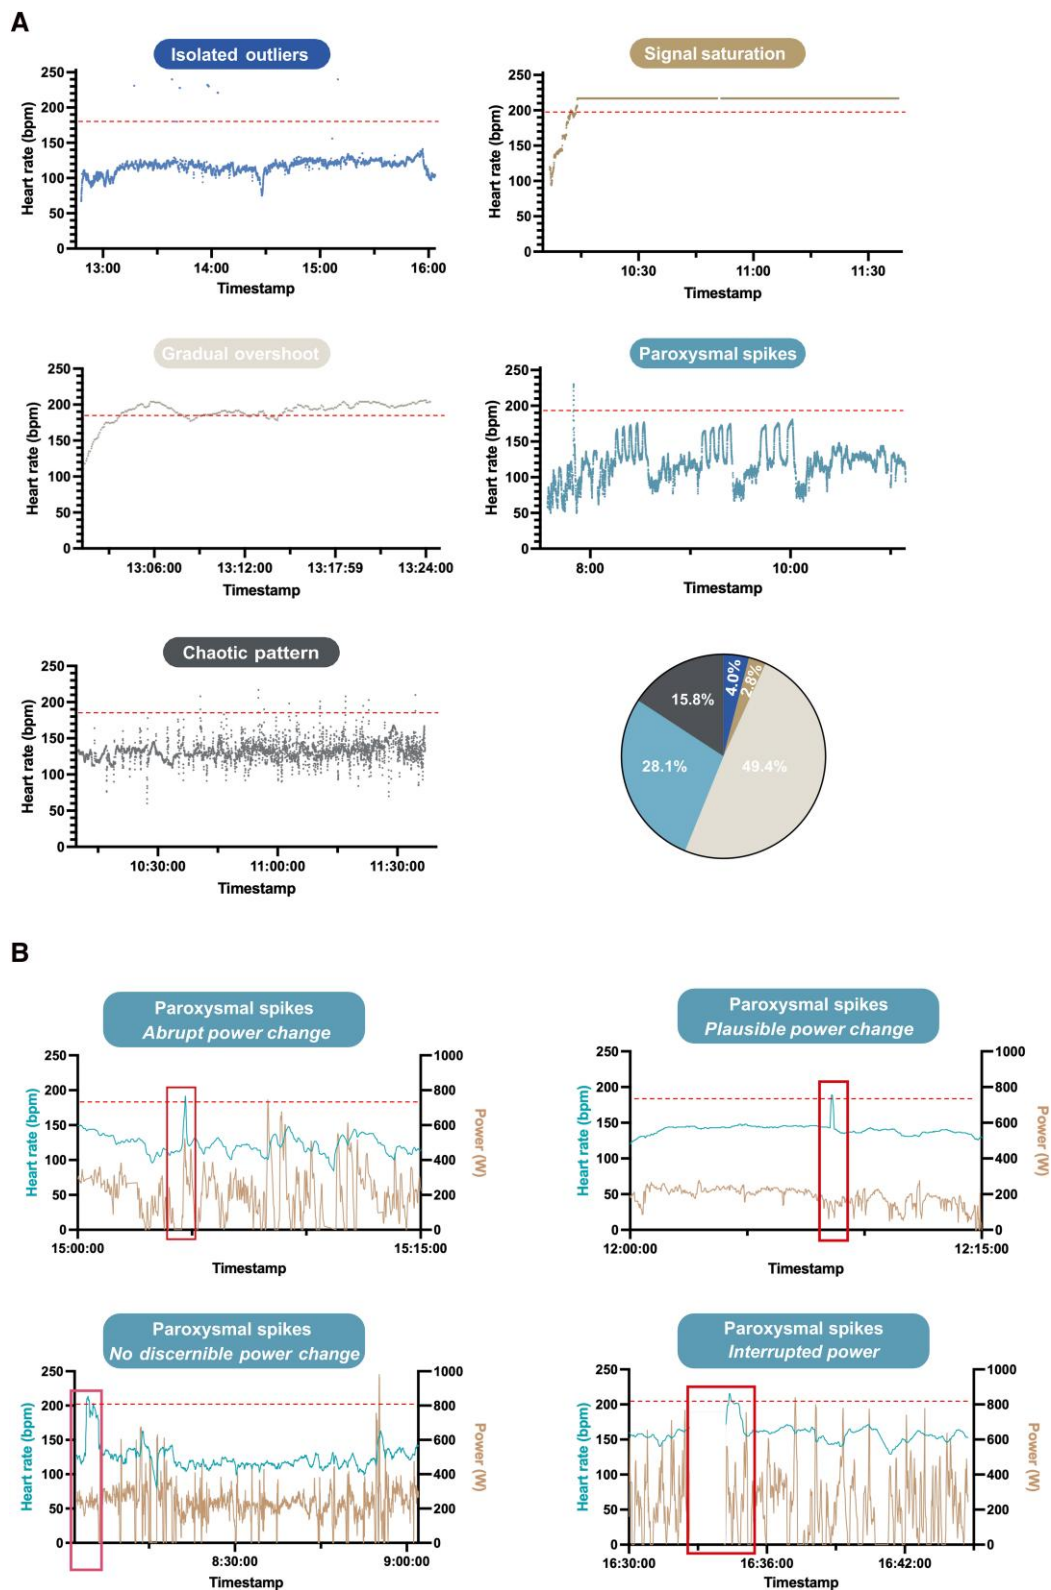 A
Isolated outliers
Heart rate (bpm)
250
200
150
100
50
0
13:00 14:00 15:00 16:00
Timestamp
Signal saturation
Heart rate (bpm)
250
200
150
100
50
0
10:30 11:00 11:30
Timestamp
Gradual overshoot
Heart rate (bpm)
250
200
150
100
50
0
13:06:00 13:12:00 13:17:59 13:24:00
Timestamp
Paroxysmal spikes
Heart rate (bpm)
250
200
150
100
50
0
8:00 10:00
Timestamp
Chaotic pattern
Heart rate (bpm)
250
200
150
100
50
0
10:30:00 11:00:00 11:30:00
Timestamp
4.0%
2.8%
15.8%
28.1%
49.4%
B
Paroxysmal spikes
Abrupt power change
Heart rate (bpm)
250
200
150
100
50
0
1000
800
600
400
200
0
Power (W)
15:00:00 15:15:00
Timestamp
Paroxysmal spikes
Plausible power change
Heart rate (bpm)
250
200
150
100
50
0
1000
800
600
400
200
0
Power (W)
12:00:00 12:15:00
Timestamp
Paroxysmal spikes
No discernible power change
Heart rate (bpm)
250
200
150
100
50
0
1000
800
600
400
200
0
Power (W)
8:30:00 9:00:00
Timestamp
Paroxysmal spikes
Interrupted power
Heart rate (bpm)
250
200
150
100
50
0
1000
800
600
400
200
0
Power (W)
16:30:00 16:36:00 16:42:00
Timestamp